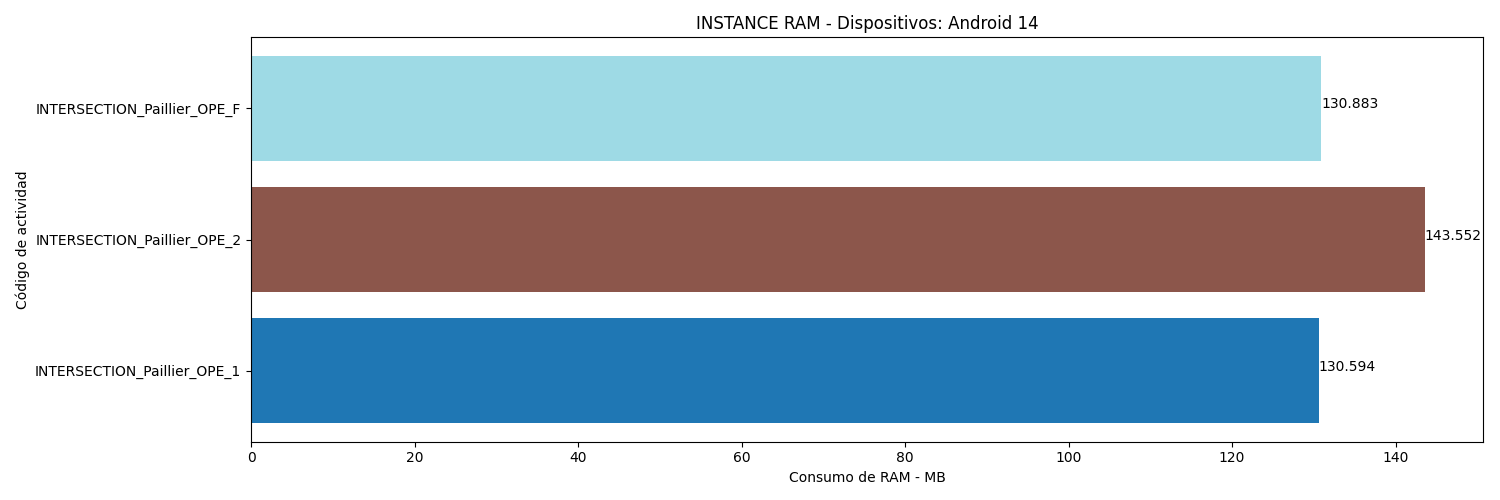 INSTANCE RAM - Dispositivos: Android 14
INTERSECTION_Paillier_OPE_F
130.883
INTERSECTION_Paillier_OPE_2
143.552
INTERSECTION_Paillier_OPE_1
130.594
Código de actividad
0 20 40 60 80 100 120 140
Consumo de RAM - MB